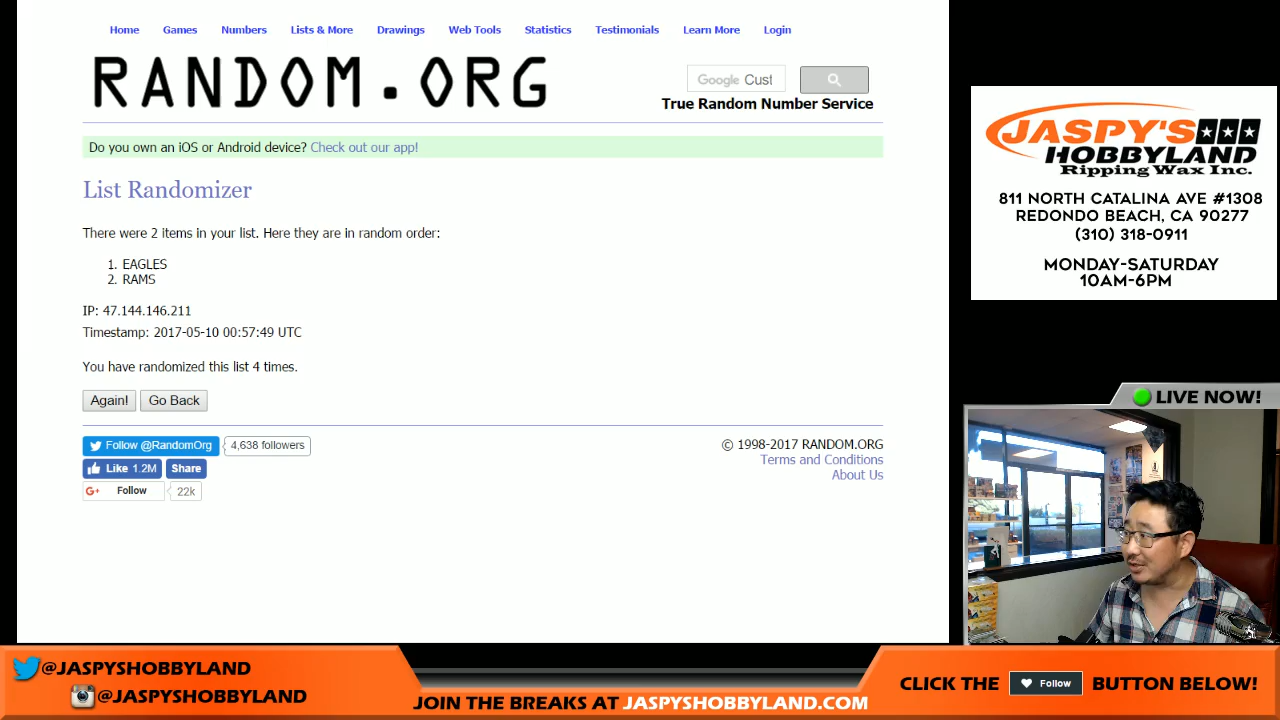 Home Games Numbers Lists & More Drawings Web Tools Statistics Testimonials Learn More Login
RANDOM.ORG
Google Cust
True Random Number Service
Do you own an iOS or Android device? Check out our app!
List Randomizer
There were 2 items in your list. Here they are in random order:
1. EAGLES
2. RAMS
IP: 47.144.146.211
Timestamp: 2017-05-10 00:57:49 UTC
You have randomized this list 4 times.
Again! Go Back
Follow @RandomOrg 4,638 followers
Like 1.2M Share
G+ Follow 22k
© 1998-2017 RANDOM.ORG
Terms and Conditions
About Us
JASPY'S
HOBBYLAND
Ripping Wax Inc.
811 NORTH CATALINA AVE #1308
REDONDO BEACH, CA 90277
(310) 318-0911
MONDAY-SATURDAY
10AM-6PM
LIVE NOW!
@JASPYSHOBBYLAND
@JASPYSHOBBYLAND
JOIN THE BREAKS AT JASPYSHOBBYLAND.COM
CLICK THE Follow BUTTON BELOW!